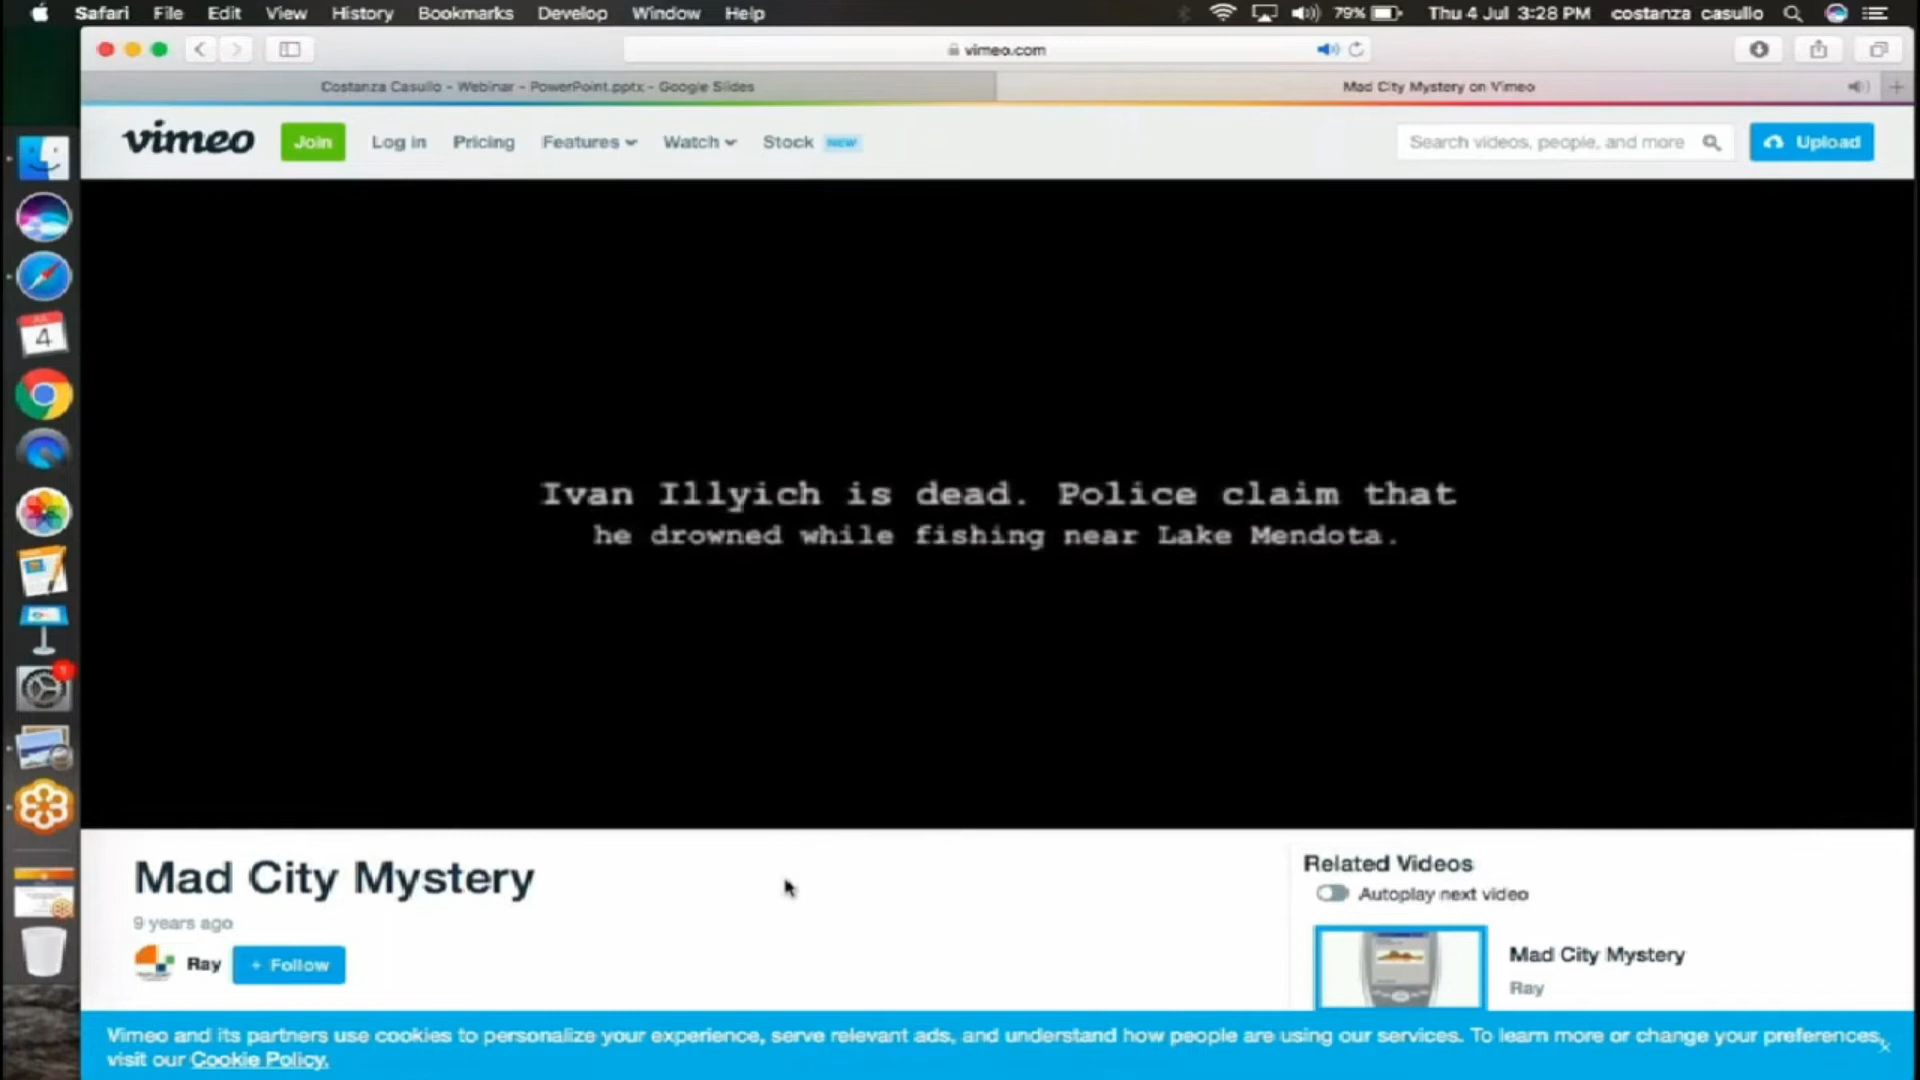 Safari File Edit View History Bookmarks Develop Window Help 79% Thu 4 Jul 3:28 PM costanza casullo
vimeo.com
Costanza Casullo - Webinar - PowerPoint.pptx - Google Slides
Mad City Mystery on Vimeo
vimeo Join Log in Pricing Features Watch Stock NEW Search videos, people, and more Upload
4
1
Ivan Illyich is dead. Police claim that
he drowned while fishing near Lake Mendota.
Mad City Mystery
9 years ago
Ray + Follow
Related Videos
Autoplay next video
Mad City Mystery
Ray
Vimeo and its partners use cookies to personalize your experience, serve relevant ads, and understand how people are using our services. To learn more or change your preferences,
visit our Cookie Policy.